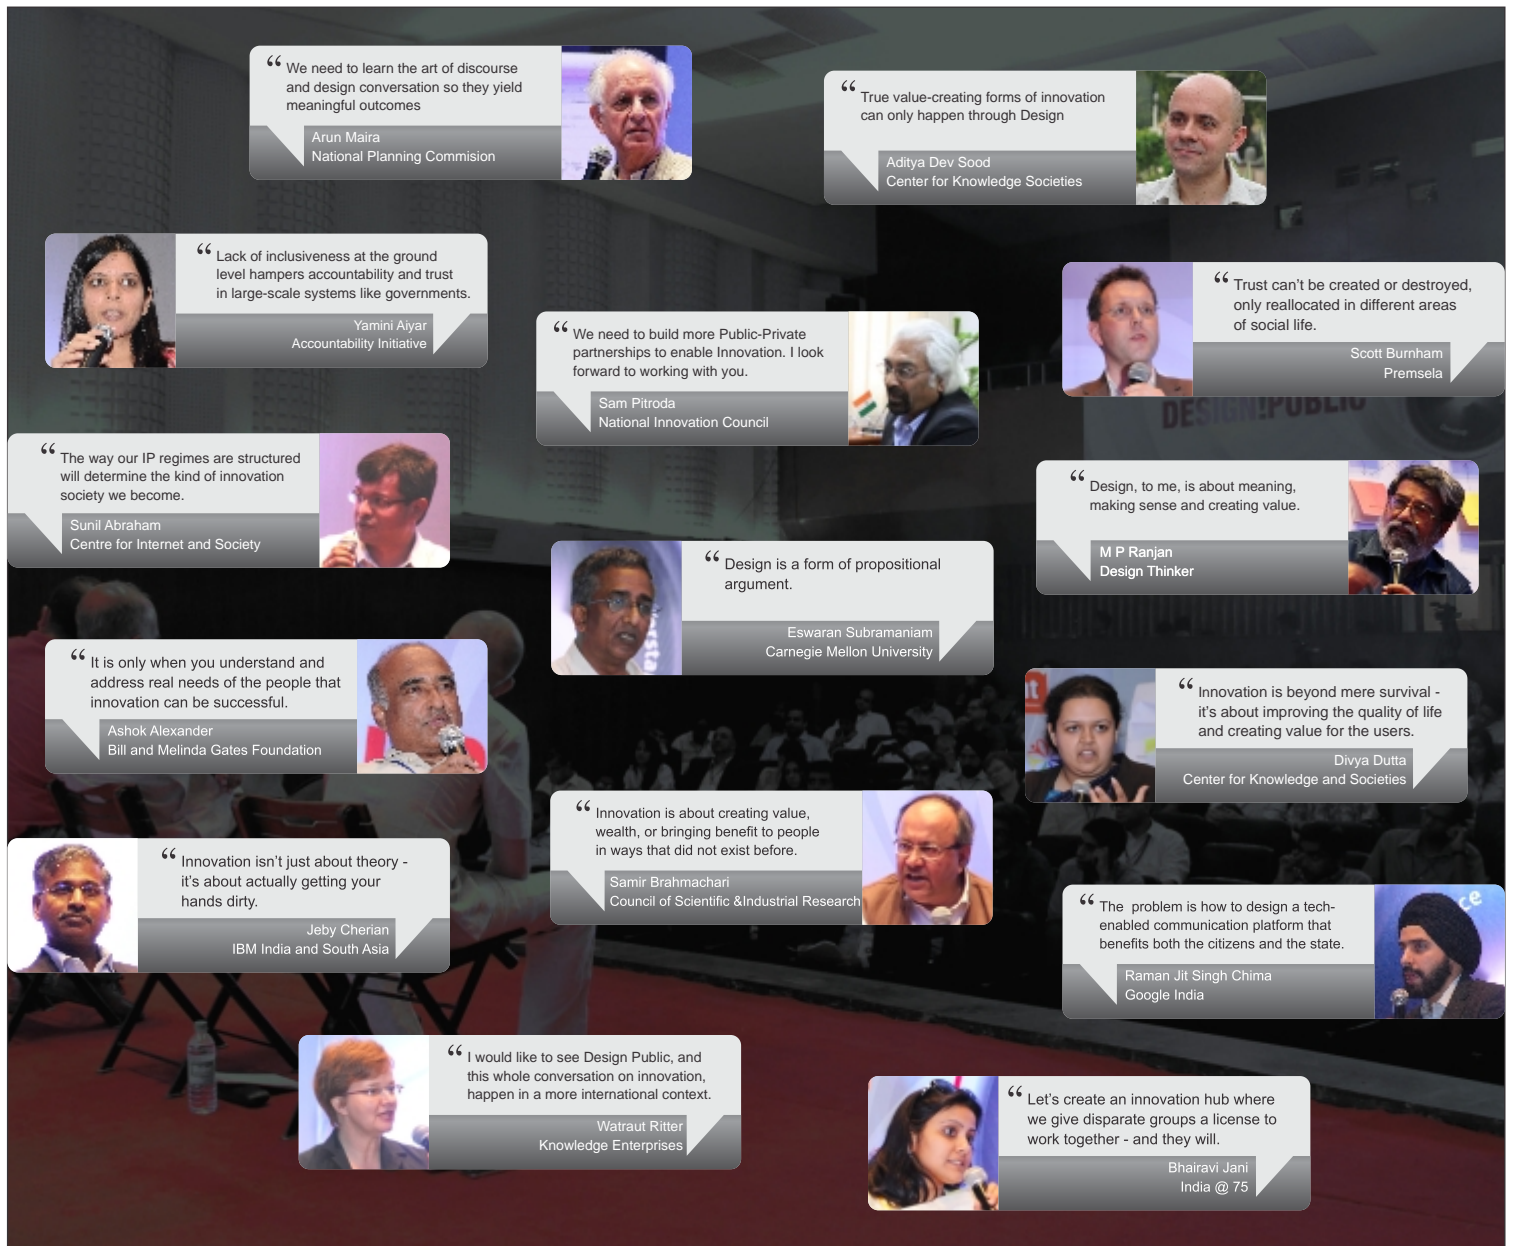 “ We need to learn the art of discourse
and design conversation so they yield
meaningful outcomes
Arun Maira
National Planning Commision
“ True value-creating forms of innovation
can only happen through Design
Aditya Dev Sood
Center for Knowledge Societies
“ Lack of inclusiveness at the ground
level hampers accountability and trust
in large-scale systems like governments.
Yamini Aiyar
Accountability Initiative
“ Trust can’t be created or destroyed,
only reallocated in different areas
of social life.
Scott Burnham
Premsela
“ We need to build more Public-Private
partnerships to enable Innovation. I look
forward to working with you.
Sam Pitroda
National Innovation Council
DESIGN!PUBLIC
“ The way our IP regimes are structured
will determine the kind of innovation
society we become.
Sunil Abraham
Centre for Internet and Society
“ Design, to me, is about meaning,
making sense and creating value.
M P Ranjan
Design Thinker
“ Design is a form of propositional
argument.
Eswaran Subramaniam
Carnegie Mellon University
“ It is only when you understand and
address real needs of the people that
innovation can be successful.
Ashok Alexander
Bill and Melinda Gates Foundation
“ Innovation is beyond mere survival -
it’s about improving the quality of life
and creating value for the users.
Divya Dutta
Center for Knowledge and Societies
“ Innovation is about creating value,
wealth, or bringing benefit to people
in ways that did not exist before.
Samir Brahmachari
Council of Scientific &Industrial Research
“ Innovation isn’t just about theory -
it’s about actually getting your
hands dirty.
Jeby Cherian
IBM India and South Asia
“ The  problem is how to design a tech-
enabled communication platform that
benefits both the citizens and the state.
Raman Jit Singh Chima
Google India
“ I would like to see Design Public, and
this whole conversation on innovation,
happen in a more international context.
Watraut Ritter
Knowledge Enterprises
“ Let’s create an innovation hub where
we give disparate groups a license to
work together - and they will.
Bhairavi Jani
India @ 75